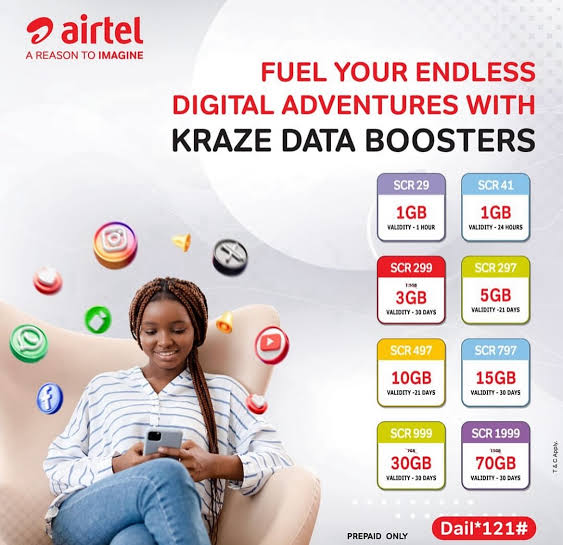 airtel
A REASON TO IMAGINE
FUEL YOUR ENDLESS
DIGITAL ADVENTURES WITH
KRAZE DATA BOOSTERS
SCR 29
1GB
VALIDITY - 1 HOUR
SCR 41
1GB
VALIDITY - 24 HOURS
SCR 299
3GB
VALIDITY - 30 DAYS
SCR 297
5GB
VALIDITY -21 DAYS
SCR 497
10GB
VALIDITY -21 DAYS
SCR 797
15GB
VALIDITY - 30 DAYS
SCR 999
30GB
VALIDITY - 30 DAYS
SCR 1999
70GB
VALIDITY - 30 DAYS
T & C Apply.
PREPAID ONLY
Dail*121#